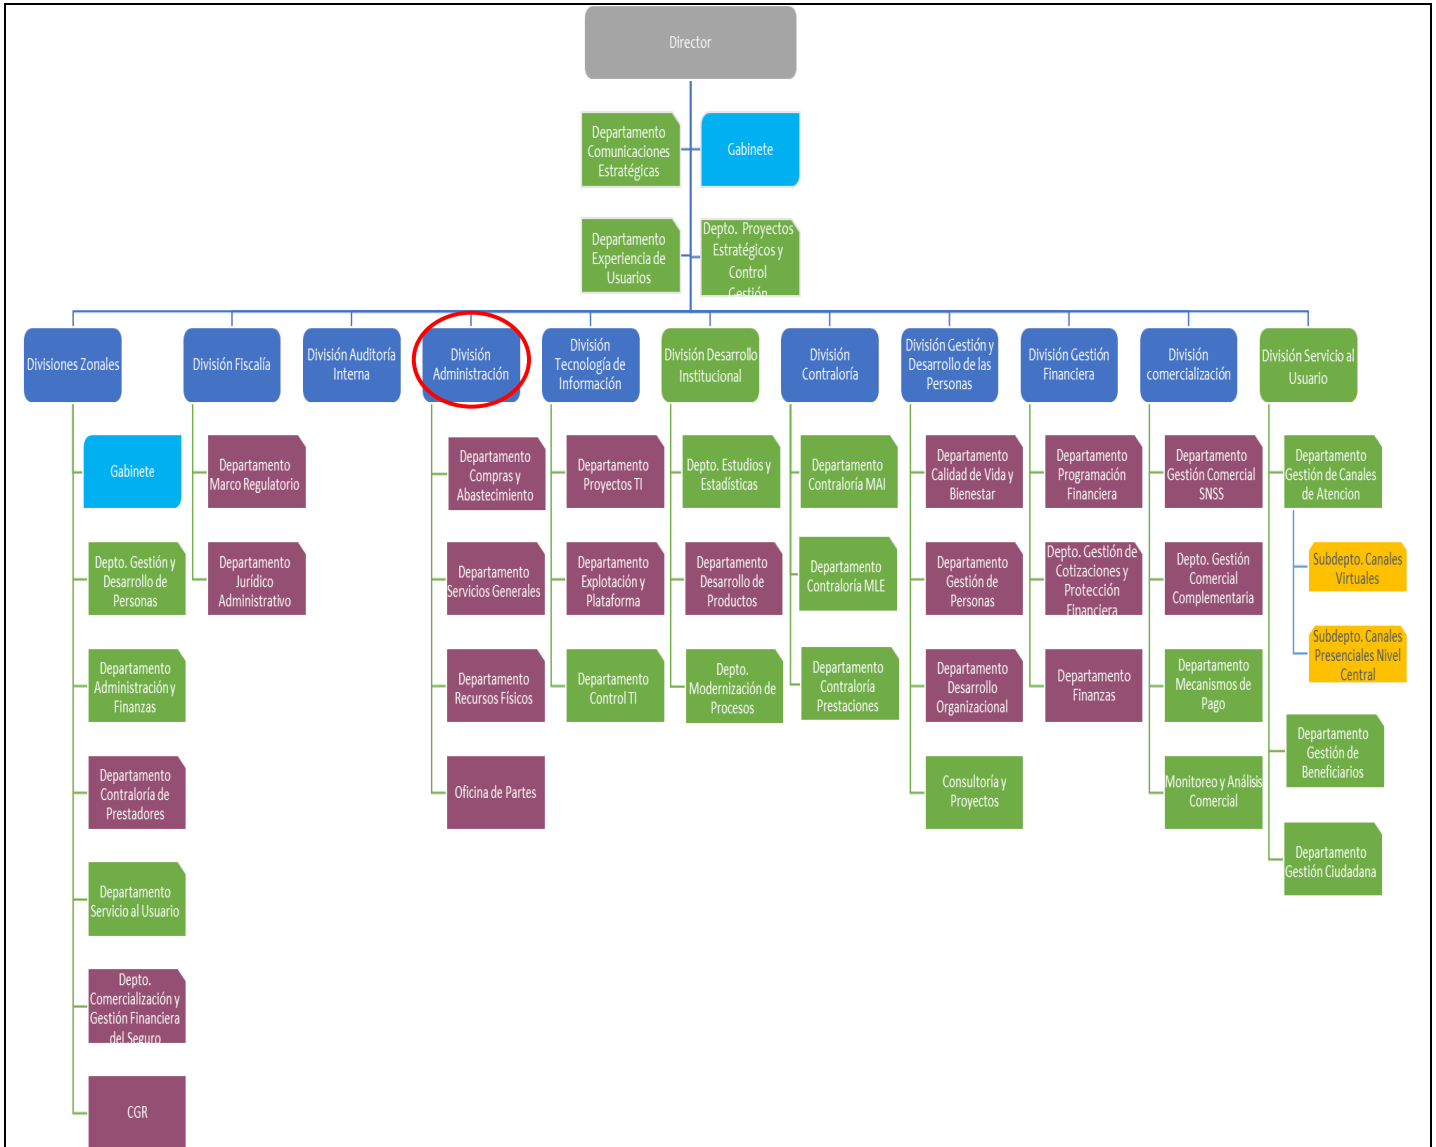 Director
Departamento
Comunicaciones
Estratégicas
Gabinete
Departamento
Experiencia de
Usuarios
Depto. Proyectos
Estratégicos y
Control
Gestión
Divisiones Zonales
División Fiscalía
División Auditoría
Interna
División
Administración
División
Tecnología de
Información
División Desarrollo
Institucional
División
Contraloría
División Gestión y
Desarrollo de las
Personas
División Gestión
Financiera
División
comercialización
División Servicio al
Usuario
Gabinete
Depto. Gestión y
Desarrollo de
Personas
Departamento
Administración y
Finanzas
Departamento
Contraloría de
Prestadores
Departamento
Servicio al Usuario
Depto.
Comercialización y
Gestión Financiera
del Seguro
CGR
Departamento
Marco Regulatorio
Departamento
Jurídico
Administrativo
Departamento
Compras y
Abastecimiento
Departamento
Servicios Generales
Departamento
Recursos Físicos
Oficina de Partes
Departamento
Proyectos TI
Departamento
Explotación y
Plataforma
Departamento
Control TI
Depto. Estudios y
Estadísticas
Departamento
Desarrollo de
Productos
Depto.
Modernización de
Procesos
Departamento
Contraloría MAI
Departamento
Contraloría MLE
Departamento
Contraloría
Prestaciones
Departamento
Calidad de Vida y
Bienestar
Departamento
Gestión de
Personas
Departamento
Desarrollo
Organizacional
Consultoría y
Proyectos
Departamento
Programación
Financiera
Depto. Gestión de
Cotizaciones y
Protección
Financiera
Departamento
Finanzas
Departamento
Gestión Comercial
SNSS
Depto. Gestión
Comercial
Complementaria
Departamento
Mecanismos de
Pago
Monitoreo y Análisis
Comercial
Departamento
Gestión de Canales
de Atencion
Subdepto. Canales
Virtuales
Subdepto. Canales
Presenciales Nivel
Central
Departamento
Gestión de
Beneficiarios
Departamento
Gestión Ciudadana